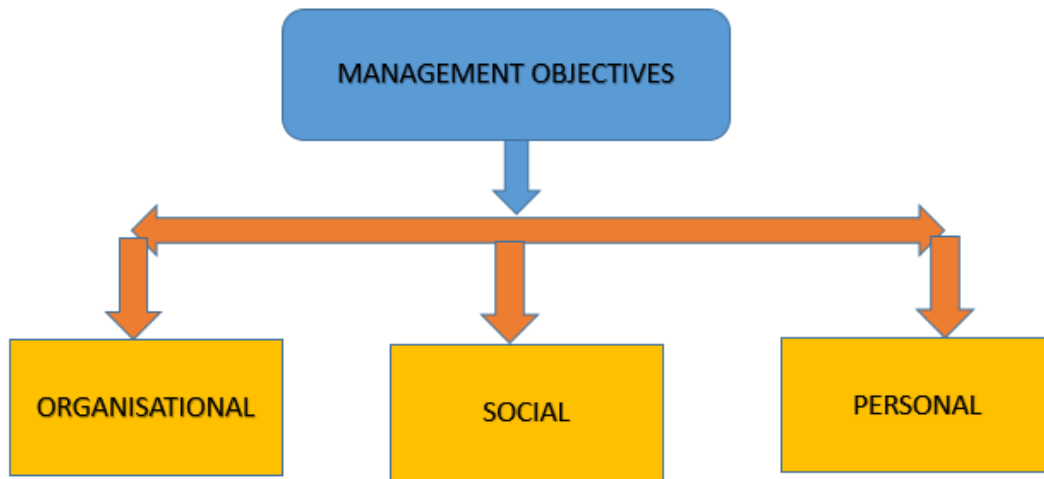 MANAGEMENT OBJECTIVES
ORGANISATIONAL
SOCIAL
PERSONAL